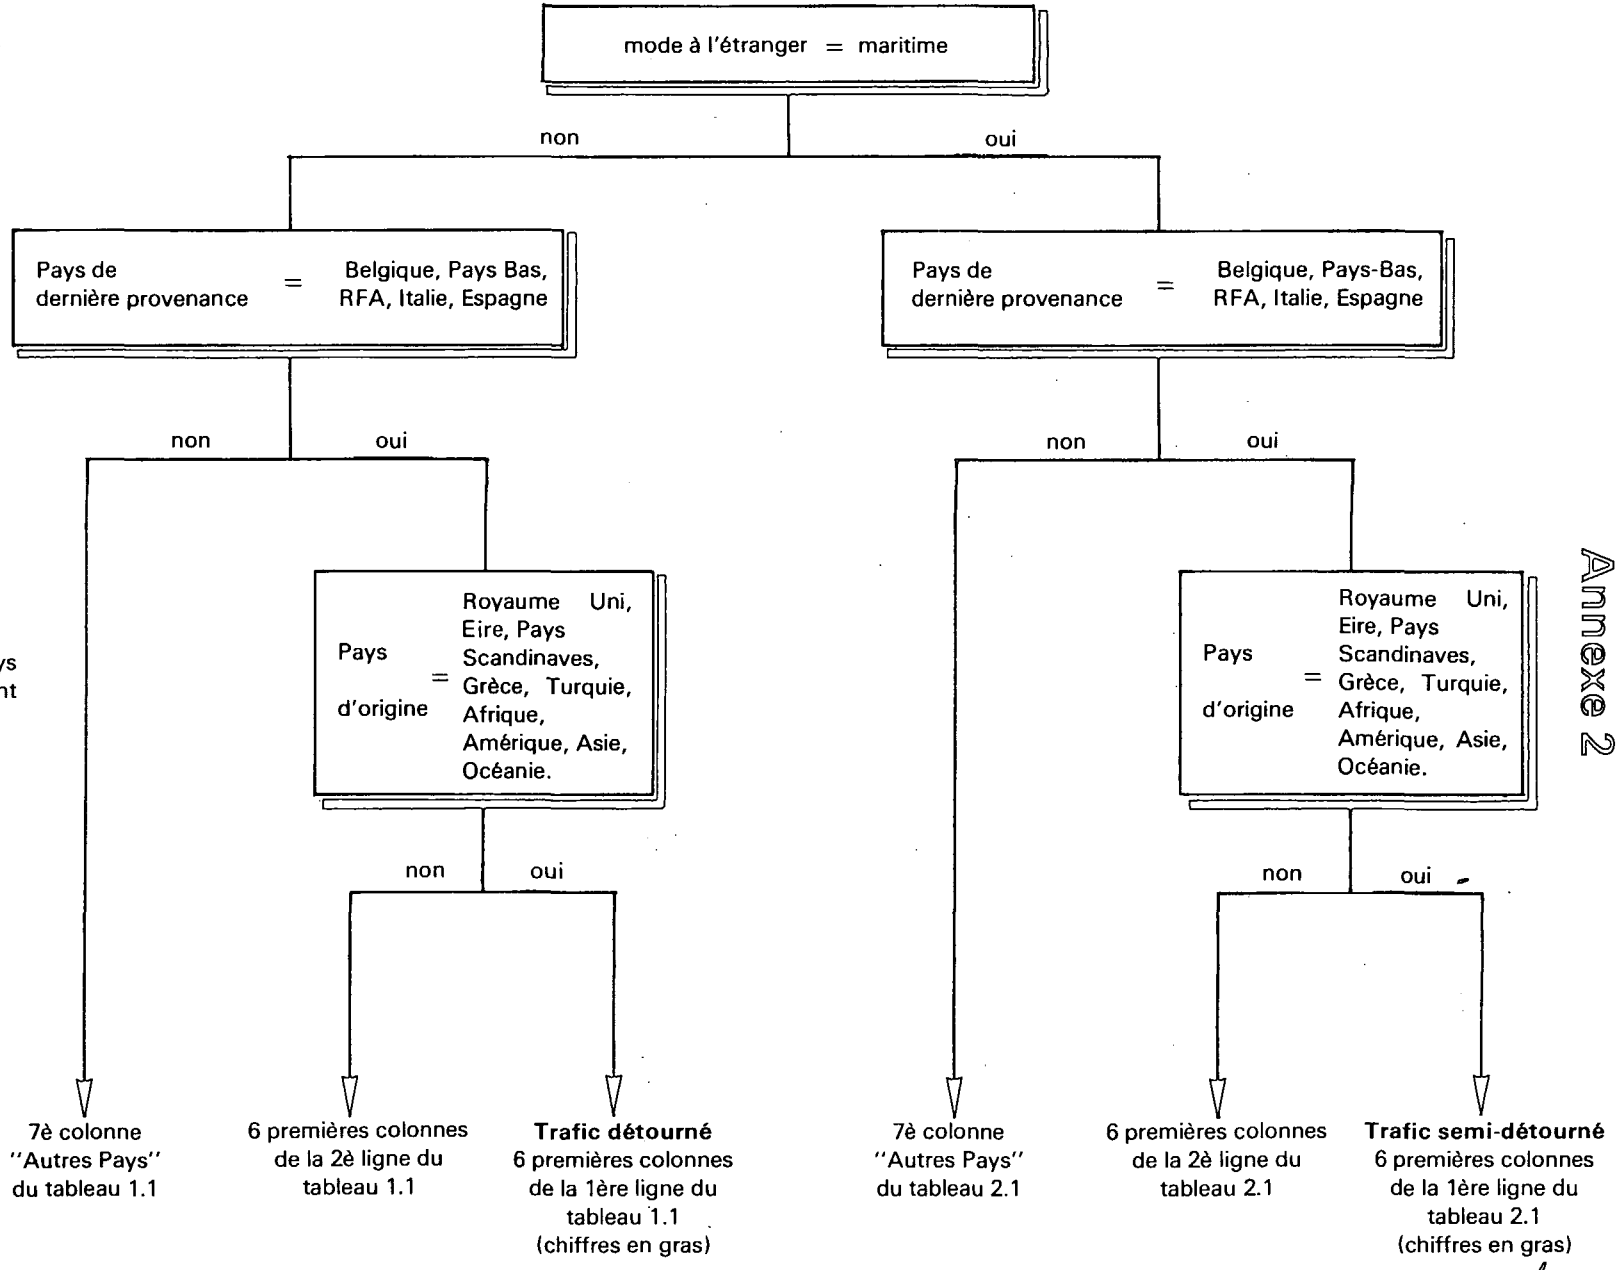 mode à l'étranger = maritime
non
oui
Pays de
dernière provenance
=
Belgique, Pays Bas,
RFA, Italie, Espagne
Pays de
dernière provenance
=
Belgique, Pays-Bas,
RFA, Italie, Espagne
non
oui
non
oui
Annexe 2
Pays
d'origine
=
Royaume Uni,
Eire, Pays
Scandinaves,
Grèce, Turquie,
Afrique,
Amérique, Asie,
Océanie.
Pays
d'origine
=
Royaume Uni,
Eire, Pays
Scandinaves,
Grèce, Turquie,
Afrique,
Amérique, Asie,
Océanie.
non
oui
non
oui
7è colonne
"Autres Pays"
du tableau 1.1
6 premières colonnes
de la 2è ligne du
tableau 1.1
Trafic détourné
6 premières colonnes
de la 1ère ligne du
tableau 1.1
(chiffres en gras)
7è colonne
"Autres Pays"
du tableau 2.1
6 premières colonnes
de la 2è ligne du
tableau 2.1
Trafic semi-détourné
6 premières colonnes
de la 1ère ligne du
tableau 2.1
(chiffres en gras)